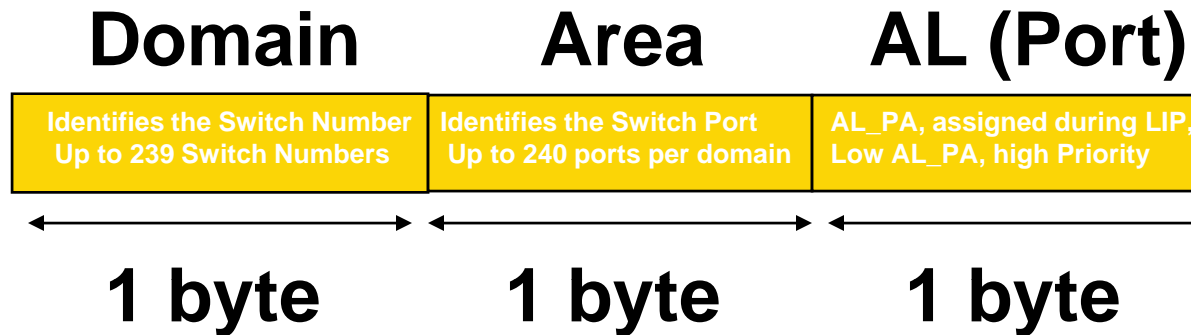 Domain Area AL (Port)
Identifies the Switch Number Identifies the Switch Port AL_PA, assigned during LIP,
Up to 239 Switch Numbers Up to 240 ports per domain Low AL_PA, high Priority
1 byte 1 byte 1 byte